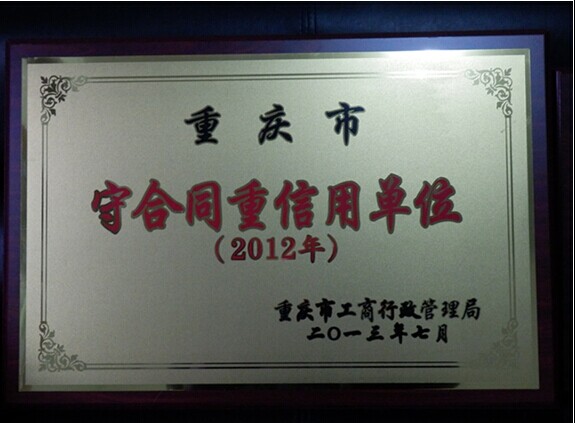 重庆市
守合同重信用单位
（2012年）
重庆市工商行政管理局
二〇一三年七月